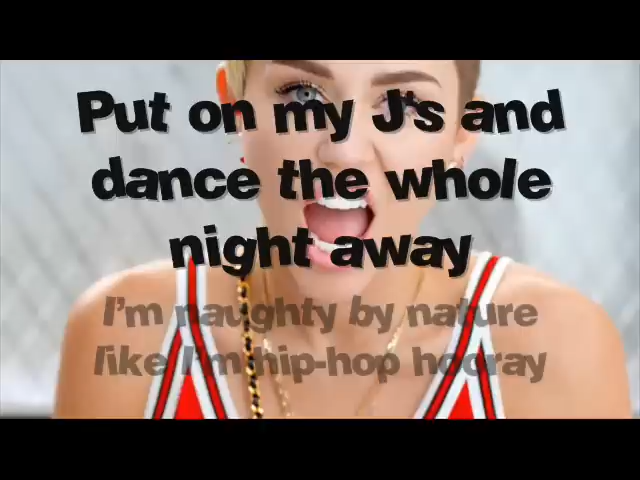 Put on my J's and
dance the whole
night away
I'm naughty by nature
like I'm hip-hop hooray